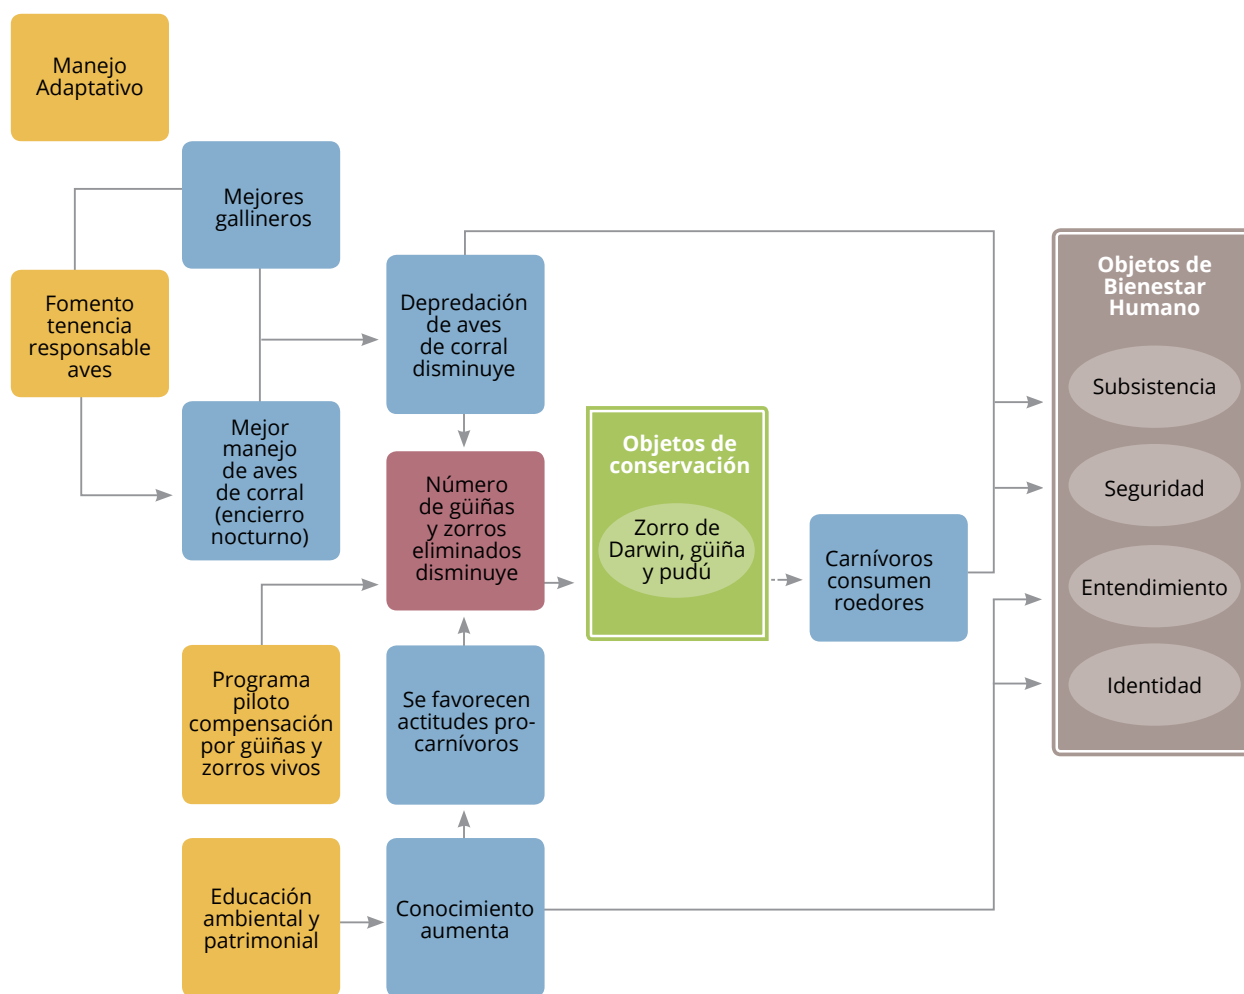 Manejo
Adaptativo
Mejores
gallineros
Fomento
tenencia
responsable
aves
Mejor
manejo
de aves
de corral
(encierro
nocturno)
Depredación
de aves
de corral
disminuye
Número
de güiñas
y zorros
eliminados
disminuye
Programa
piloto
compensación
por güiñas y
zorros vivos
Se favorecen
actitudes pro-
carnívoros
Educación
ambiental y
patrimonial
Conocimiento
aumenta
Objetos de
conservación
Zorro de
Darwin, güiña
y pudú
Carnívoros
consumen
roedores
Objetos de
Bienestar
Humano
Subsistencia
Seguridad
Entendimiento
Identidad